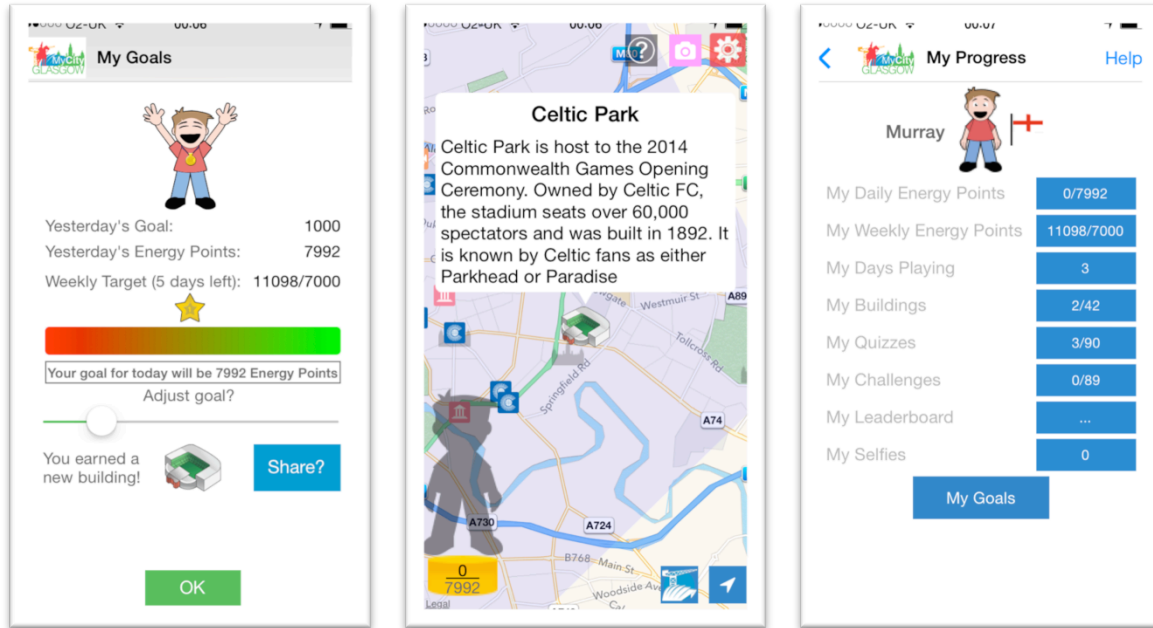 O2-UK 00:06
MyCity
GLASGOW
My Goals
Yesterday's Goal: 1000
Yesterday's Energy Points: 7992
Weekly Target (5 days left): 11098/7000
Your goal for today will be 7992 Energy Points
Adjust goal?
You earned a
new building!
Share?
OK
O2-UK 00:06
?
Celtic Park
Celtic Park is host to the 2014
Commonwealth Games Opening
Ceremony. Owned by Celtic FC,
the stadium seats over 60,000
spectators and was built in 1892. It
is known by Celtic fans as either
Parkhead or Paradise
Westmuir St
A89
Tollcross Rd
Springfield Rd
A74
A730
A724
B768
Main St
Woodside
0
7992
Legal
O2-UK 00:07
MyCity
GLASGOW
My Progress
Help
Murray
My Daily Energy Points 0/7992
My Weekly Energy Points 11098/7000
My Days Playing 3
My Buildings 2/42
My Quizzes 3/90
My Challenges 0/89
My Leaderboard ...
My Selfies 0
My Goals